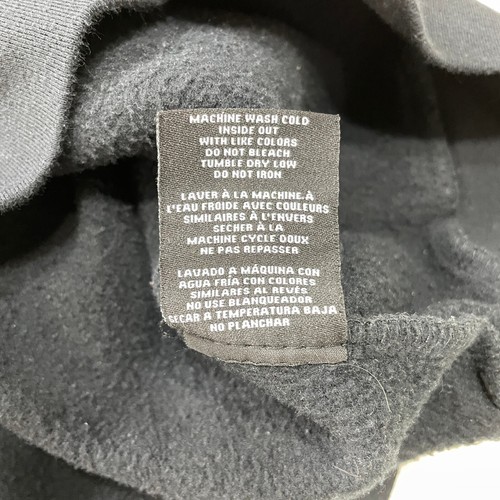 MACHINE WASH COLD
INSIDE OUT
WITH LIKE COLORS
DO NOT BLEACH
TUMBLE DRY LOW
DO NOT IRON
LAVER À LA MACHINE.À
L'EAU FROIDE AVEC COULEURS
SIMILAIRES À L'ENVERS
SECHER À LA
MACHINE CYCLE DOUX
NE PAS REPASSER
LAVADO A MÁQUINA CON
AGUA FRÍA CON COLORES
SIMILARES AL REVÉS
NO USE BLANQUEADOR
SECAR A TEMPERATURA BAJA
NO PLANCHAR